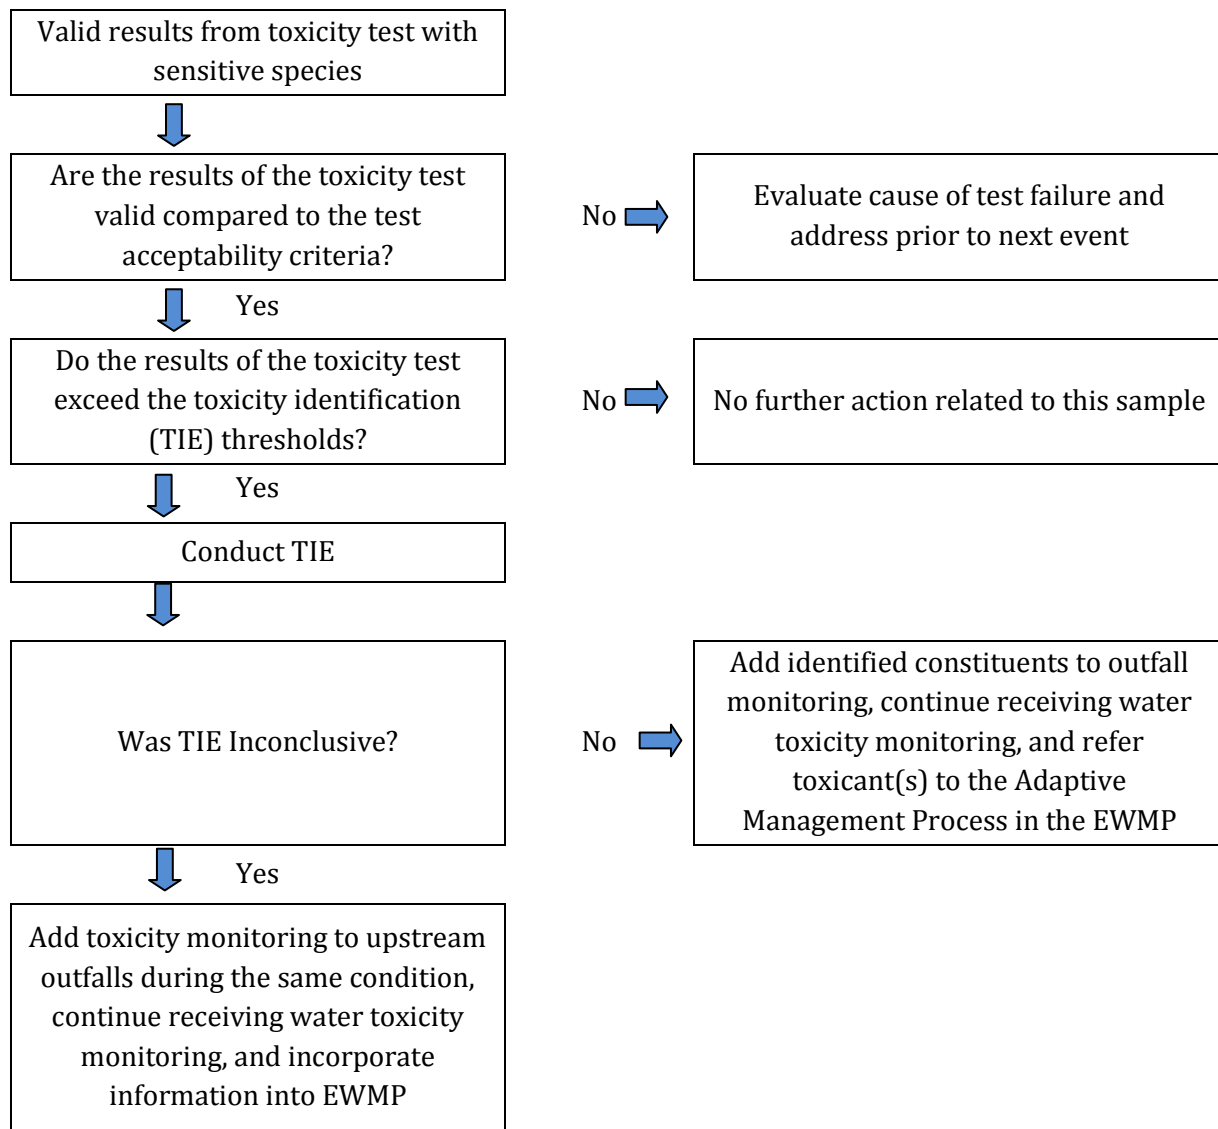 Valid results from toxicity test with
sensitive species
Are the results of the toxicity test
valid compared to the test
acceptability criteria?
No
Evaluate cause of test failure and
address prior to next event
Yes
Do the results of the toxicity test
exceed the toxicity identification
(TIE) thresholds?
No
No further action related to this sample
Yes
Conduct TIE
Was TIE Inconclusive?
No
Add identified constituents to outfall
monitoring, continue receiving water
toxicity monitoring, and refer
toxicant(s) to the Adaptive
Management Process in the EWMP
Yes
Add toxicity monitoring to upstream
outfalls during the same condition,
continue receiving water toxicity
monitoring, and incorporate
information into EWMP